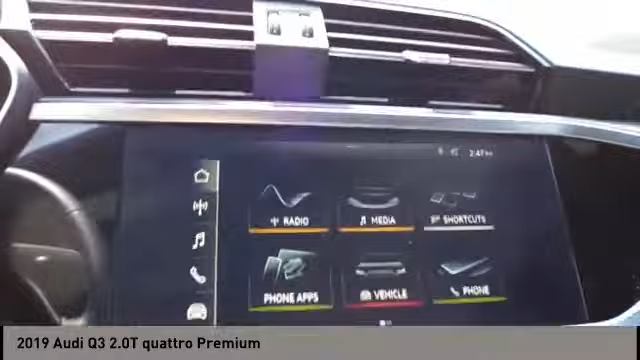 2:47
RADIO
MEDIA
SHORTCUTS
PHONE APPS
VEHICLE
PHONE
2019 Audi Q3 2.0T quattro Premium